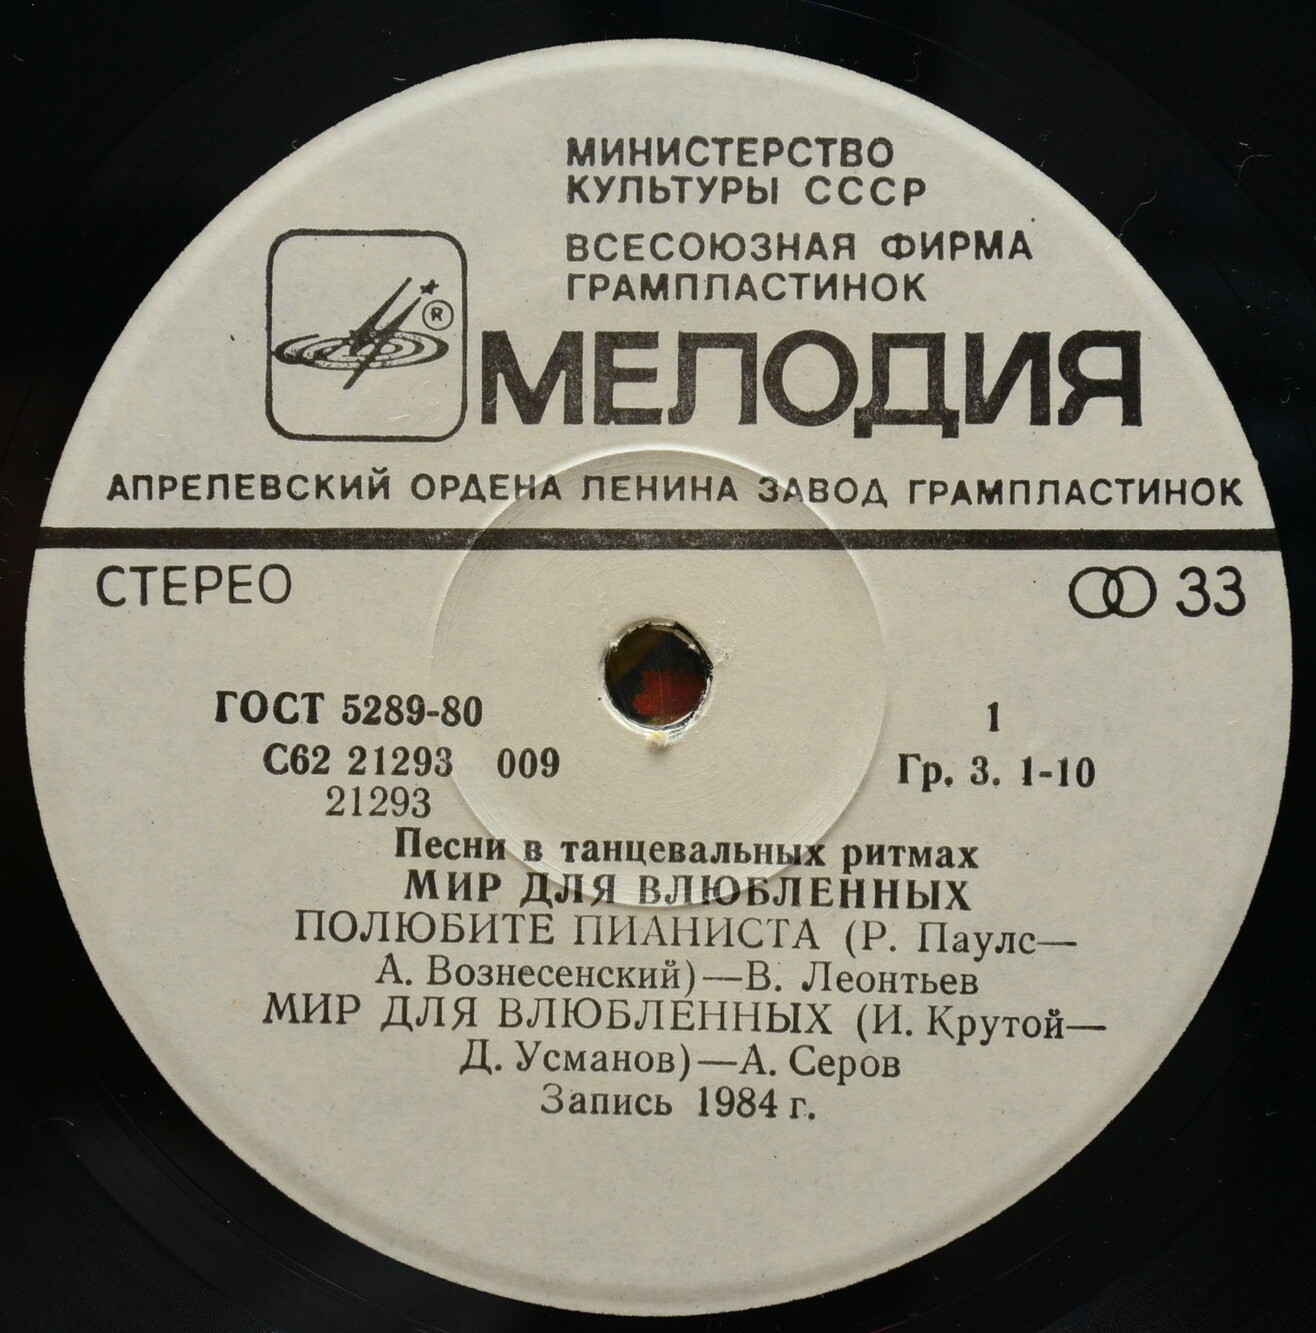 МИНИСТЕРСТВО
КУЛЬТУРЫ СССР
ВСЕСОЮЗНАЯ ФИРМА
ГРАМПЛАСТИНОК
®
МЕЛОДИЯ
АПРЕЛЕВСКИЙ ОРДЕНА ЛЕНИНА ЗАВОД ГРАМПЛАСТИНОК
СТЕРЕО
33
ГОСТ 5289-80
1
С62 21293 009
Гр. 3. 1-10
21293
Песни в танцевальных ритмах
МИР ДЛЯ ВЛЮБЛЕННЫХ
ПОЛЮБИТЕ ПИАНИСТА (Р. Паулс—
А. Вознесенский)—В. Леонтьев
МИР ДЛЯ ВЛЮБЛЕННЫХ (И. Крутой—
Д. Усманов)—А. Серов
Запись 1984 г.